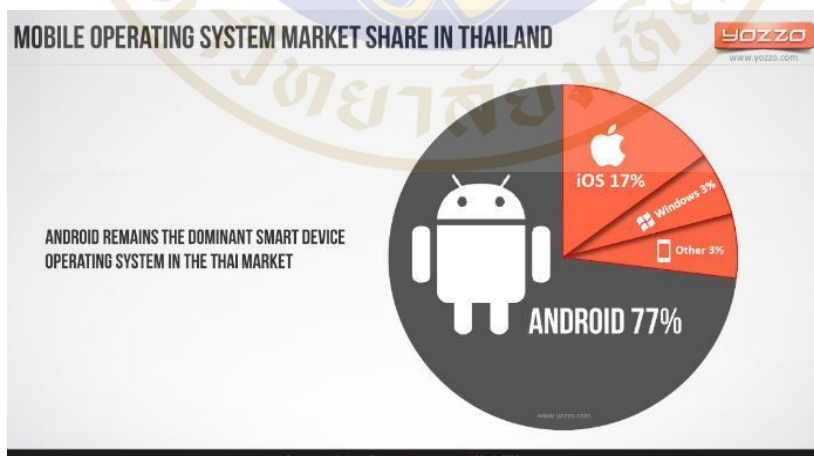 MOBILE OPERATING SYSTEM MARKET SHARE IN THAILAND
YOZZO
www.yozzo.com
iOS 17%
Windows 3%
Other 3%
ANDROID REMAINS THE DOMINANT SMART DEVICE
OPERATING SYSTEM IN THE THAI MARKET
ANDROID 77%
www.yozzo.com